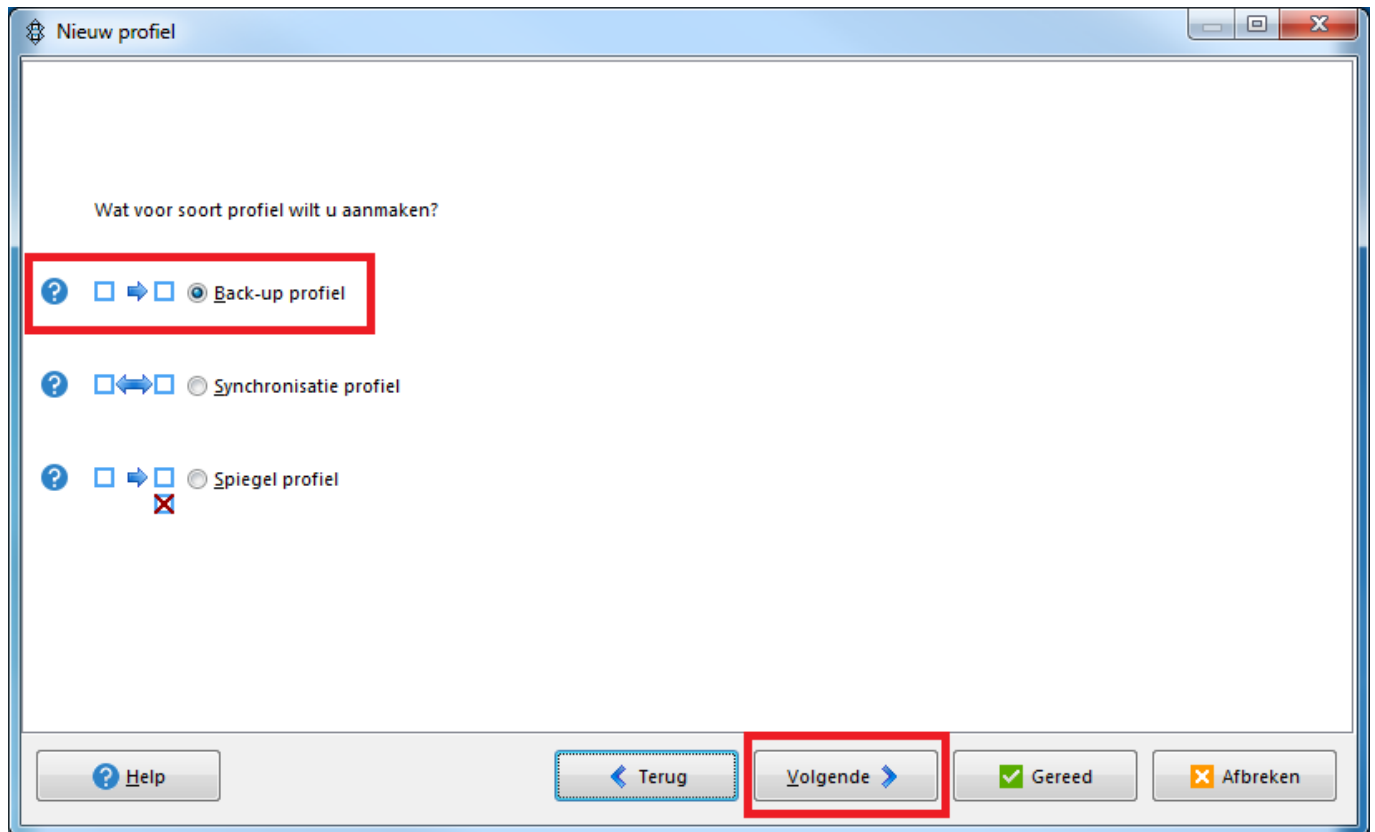 Nieuw profiel
Wat voor soort profiel wilt u aanmaken?
Back-up profiel
Synchronisatie profiel
Spiegel profiel
Help
Terug
Volgende
Gereed
Afbreken